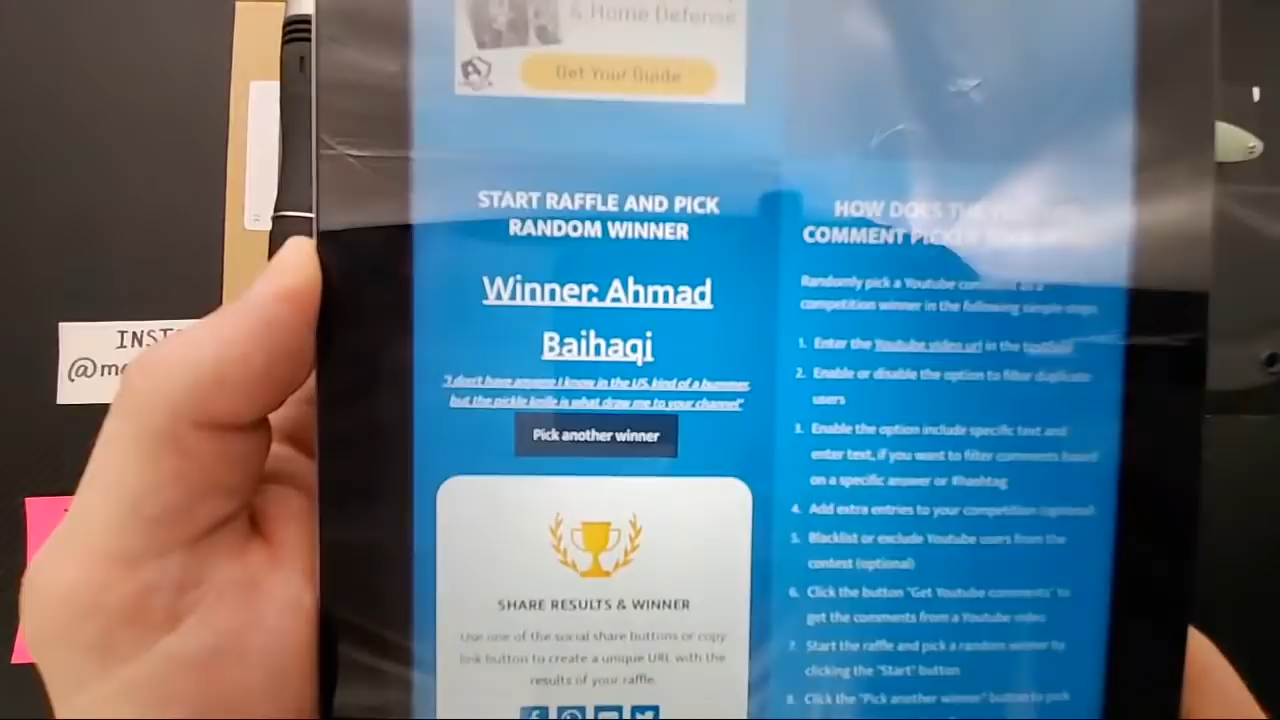 & Home Defense
Get Your Guide
START RAFFLE AND PICK
RANDOM WINNER
Winner: Ahmad
Baihaqi
"I don't have anyone I know in the US, kind of a bummer
but the pickle knife is what draw me to your channel"
Pick another winner
SHARE RESULTS & WINNER
Use one of the social share buttons or copy
link button to create a unique URL with the
results of your raffle.
HOW DOES THE
COMMENT PICKER
Randomly pick a Youtube comment as a
competition winner in the following simple steps
1. Enter the Youtube video url in the textfield
2. Enable or disable the option to filter duplicate
users
3. Enable the option include specific text and
enter text, if you want to filter comments based
on a specific answer or #hashtag
4. Add extra entries to your competition (optional)
5. Blacklist or exclude Youtube users from the
contest (optional)
6. Click the button "Get Youtube comments" to
get the comments from a Youtube video
7. Start the raffle and pick a random winner by
clicking the "Start" button
8. Click the "Pick another winner" button to pick
INST
@mo